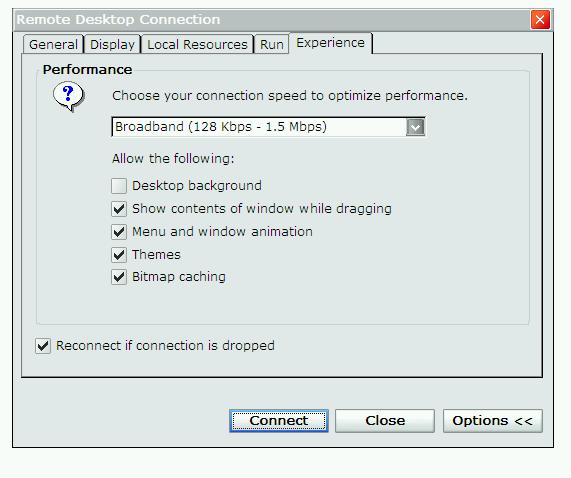 Remote Desktop Connection
General Display Local Resources Run Experience
Performance
?
Choose your connection speed to optimize performance.
Broadband (128 Kbps - 1.5 Mbps)
Allow the following:
Desktop background
Show contents of window while dragging
Menu and window animation
Themes
Bitmap caching
Reconnect if connection is dropped
Connect Close Options <<